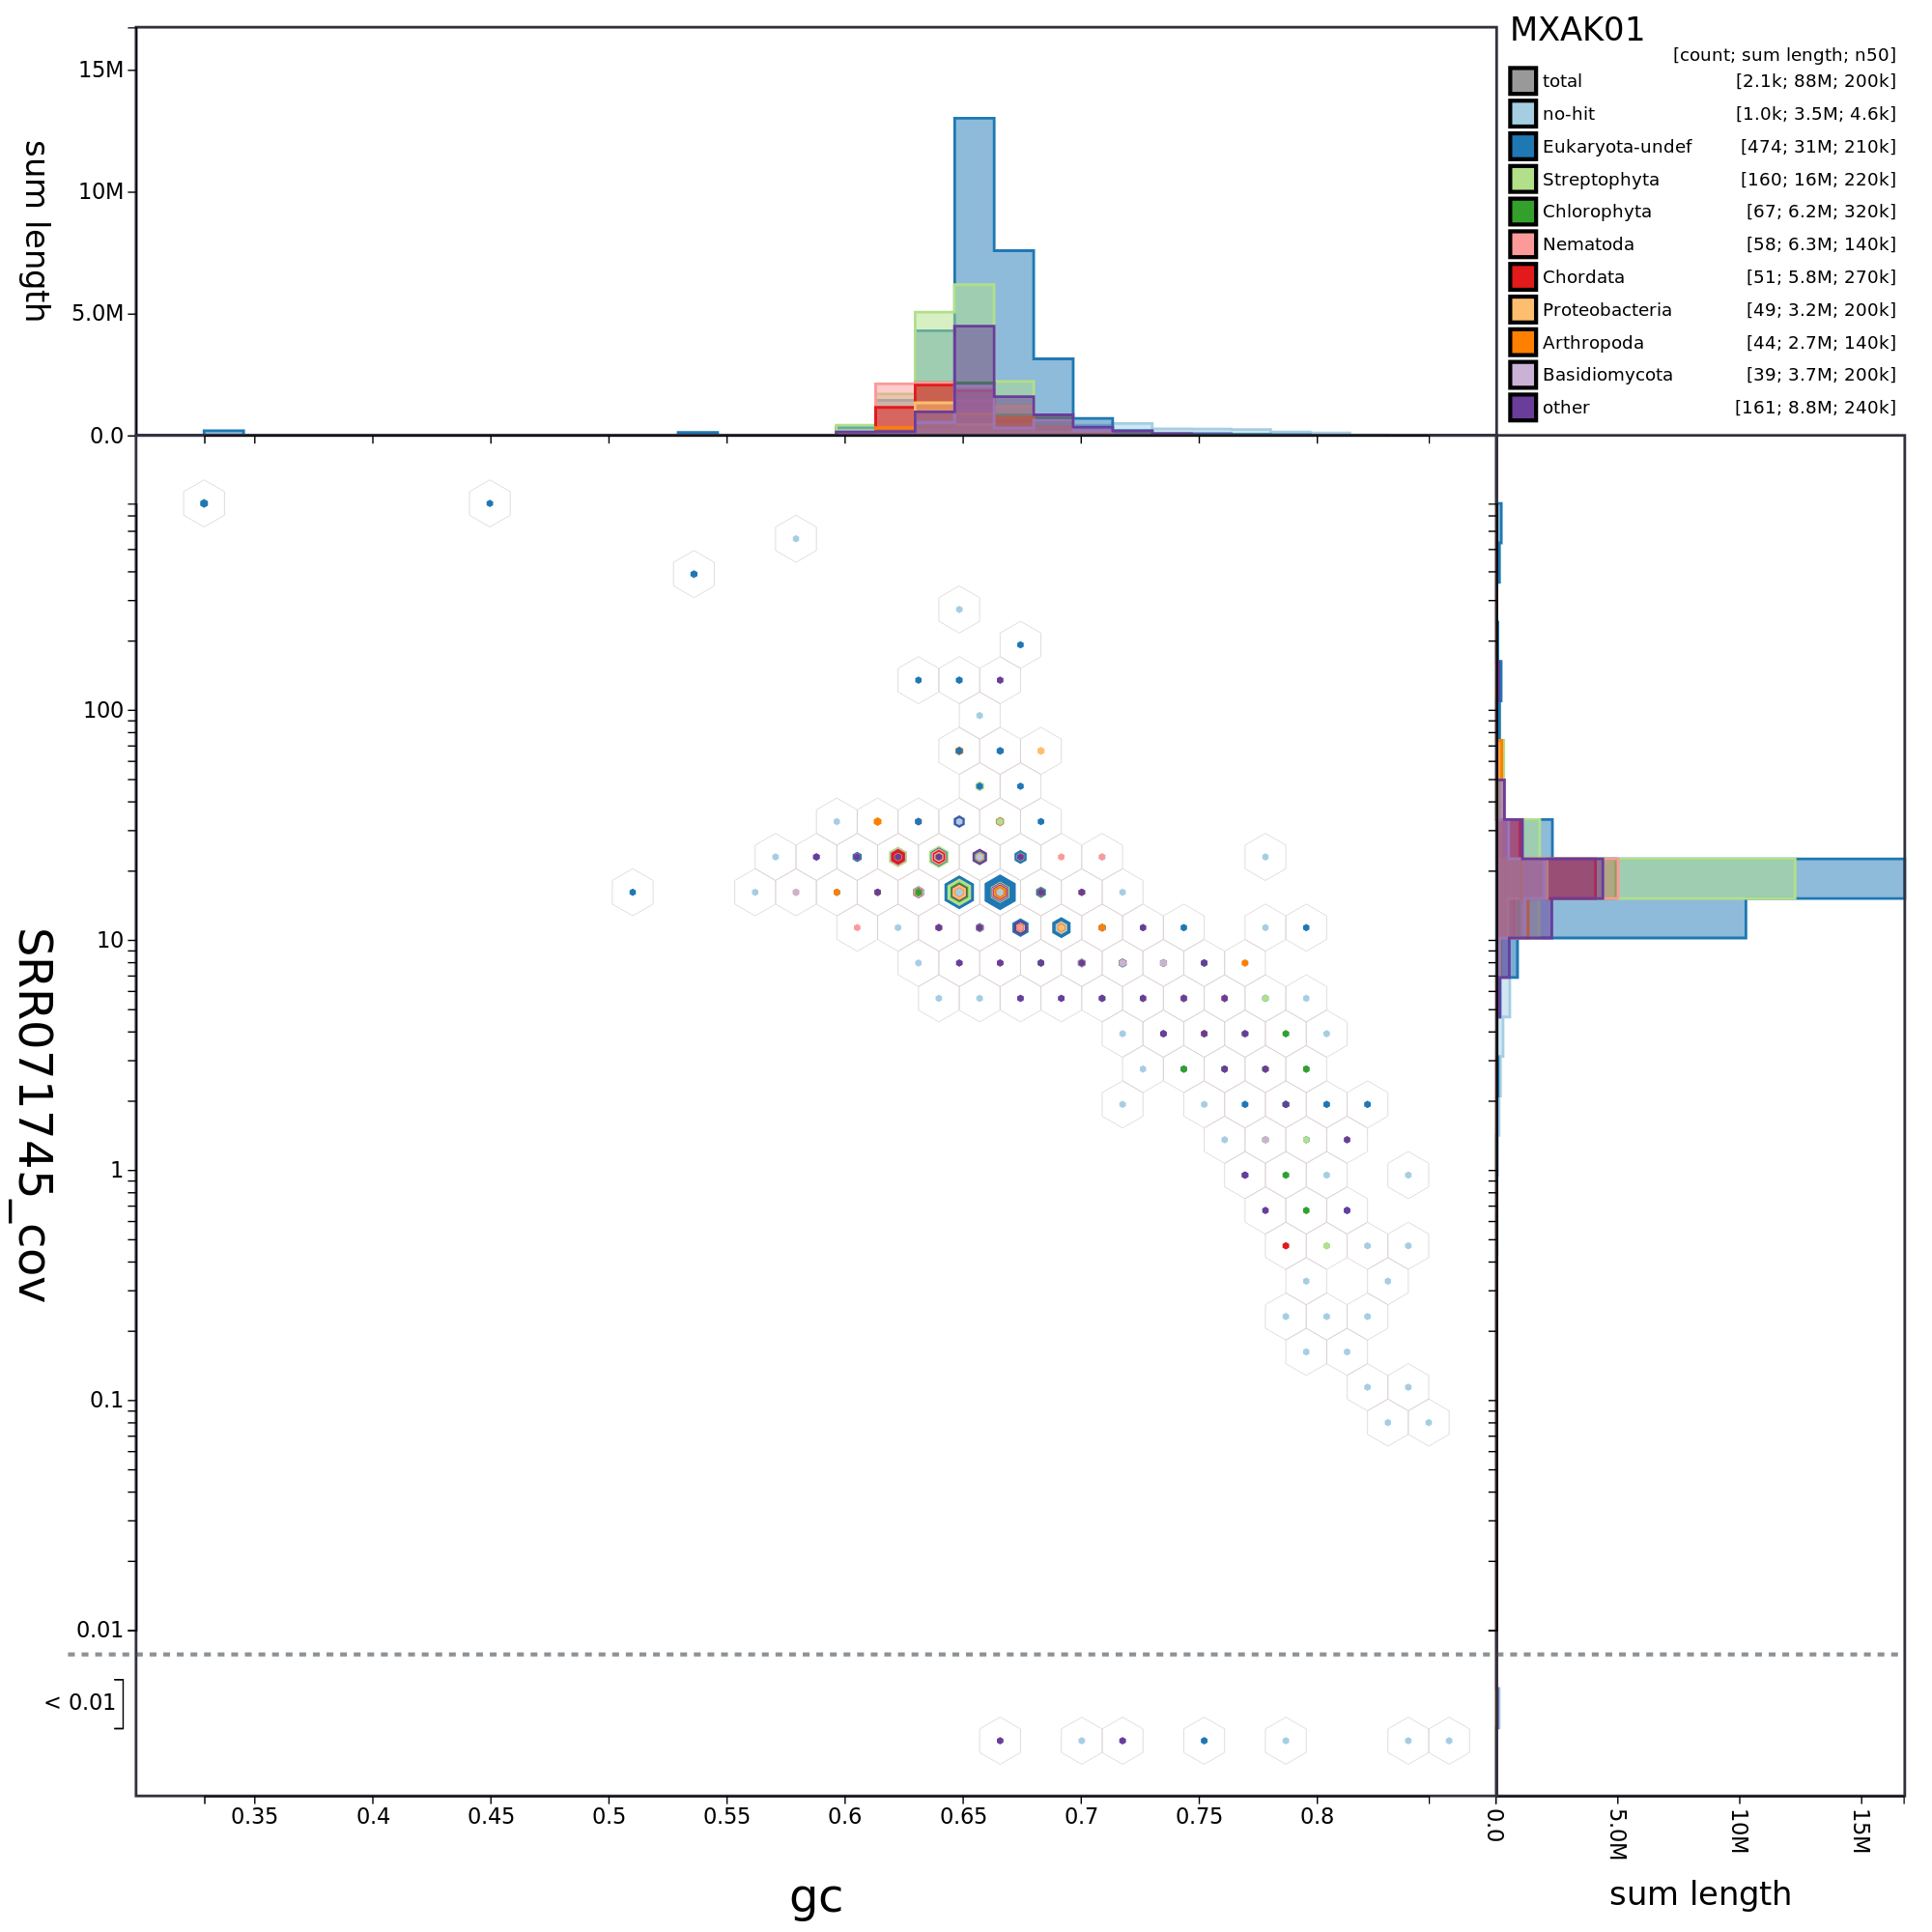 MXAK01
[count; sum length; n50]
total [2.1k; 88M; 200k]
no-hit [1.0k; 3.5M; 4.6k]
Eukaryota-undef [474; 31M; 210k]
Streptophyta [160; 16M; 220k]
Chlorophyta [67; 6.2M; 320k]
Nematoda [58; 6.3M; 140k]
Chordata [51; 5.8M; 270k]
Proteobacteria [49; 3.2M; 200k]
Arthropoda [44; 2.7M; 140k]
Basidiomycota [39; 3.7M; 200k]
other [161; 8.8M; 240k]
sum length
15M
10M
5.0M
0.0
SRR071745_cov
100
10
1
0.1
0.01
< 0.01
0.35 0.4 0.45 0.5 0.55 0.6 0.65 0.7 0.75 0.8
gc
0.0 5.0M 10M 15M
sum length